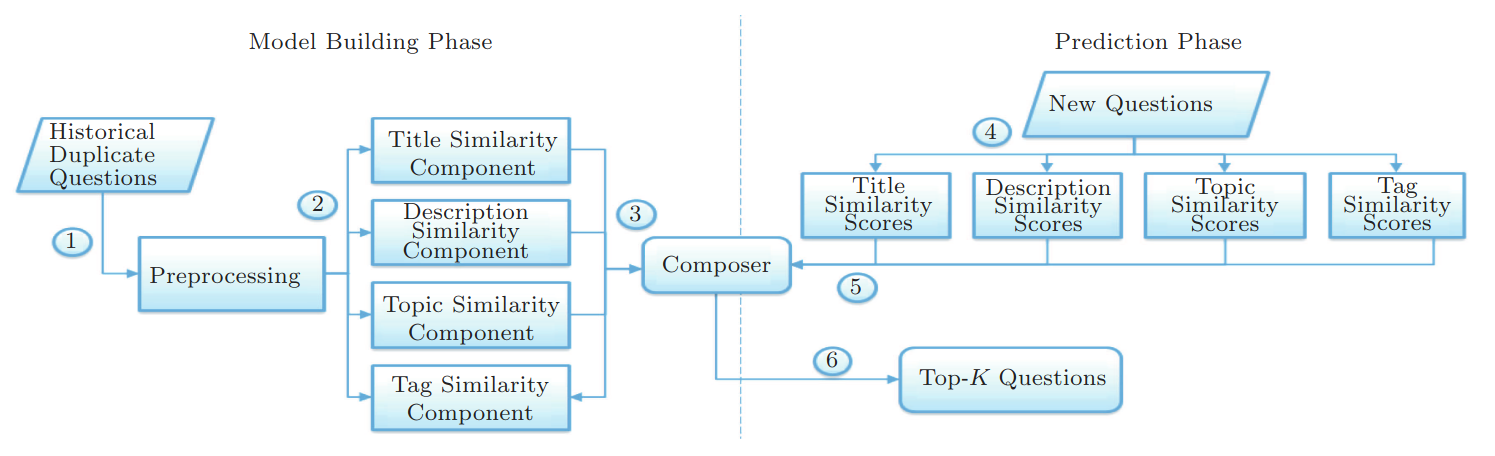 Model Building Phase
Prediction Phase
Historical
Duplicate
Questions
1
Preprocessing
2
Title Similarity
Component
Description
Similarity
Component
Topic Similarity
Component
Tag Similarity
Component
3
Composer
New Questions
4
Title
Similarity
Scores
Description
Similarity
Scores
Topic
Similarity
Scores
Tag
Similarity
Scores
5
6
Top-K Questions